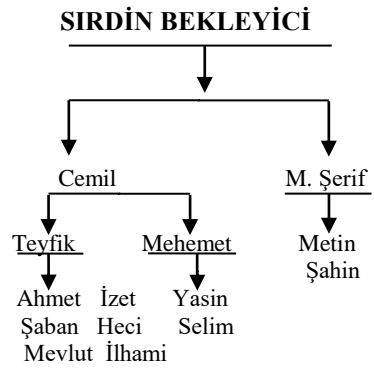 SIRDİN BEKLEYİCİ
Cemil M. Şerif
Teyfik Mehemet Metin
Şahin
Ahmet İzet Yasin
Şaban Heci Selim
Mevlut İlhami